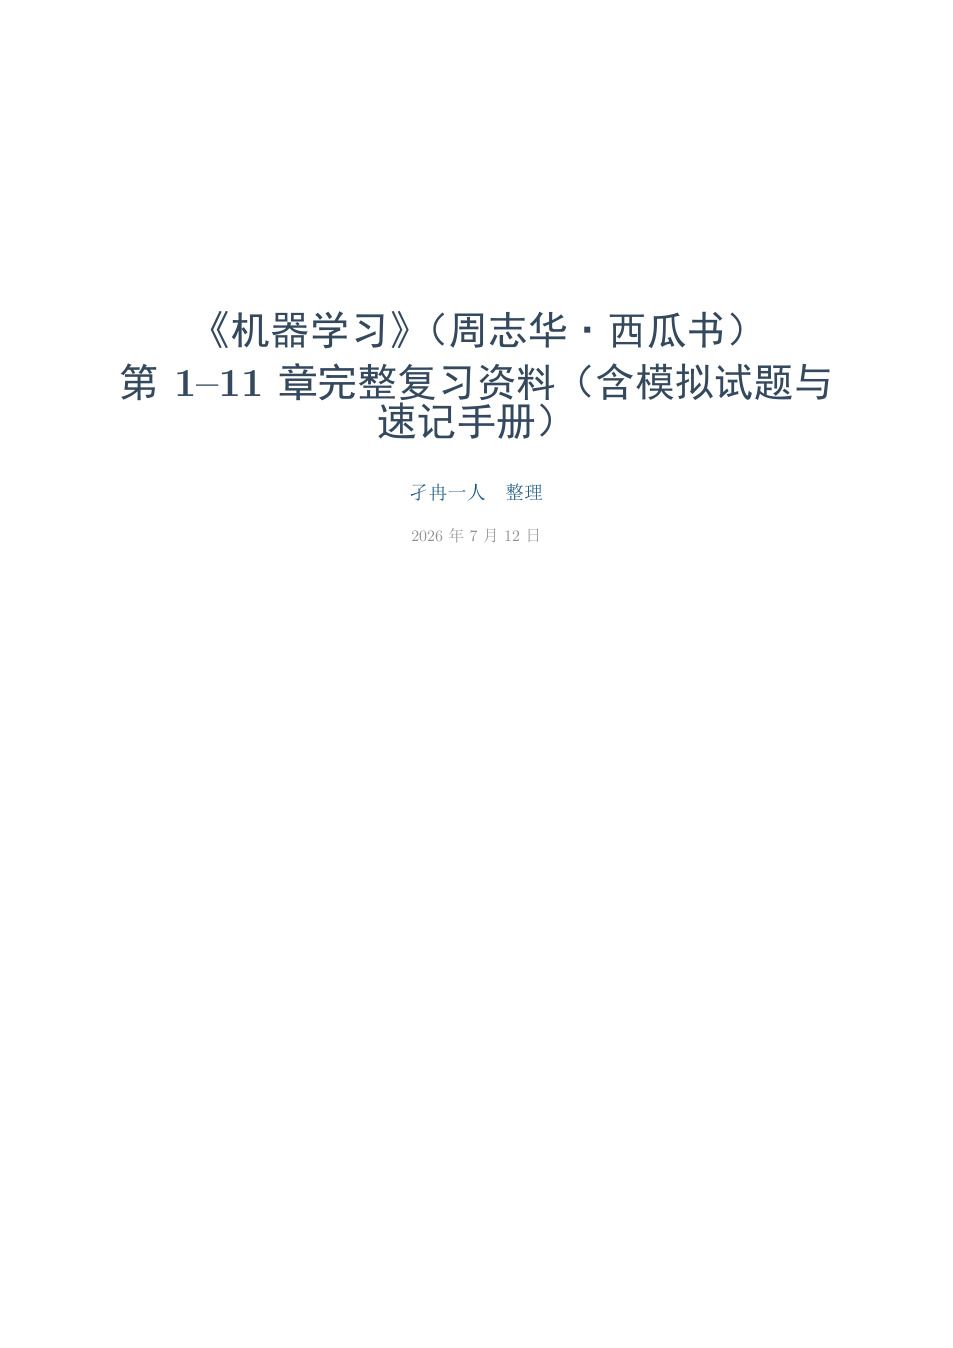 《机器学习》（周志华·西瓜书）
第 1–11 章完整复习资料（含模拟试题与
速记手册）
孑冉一人　整理
2026 年 7 月 12 日